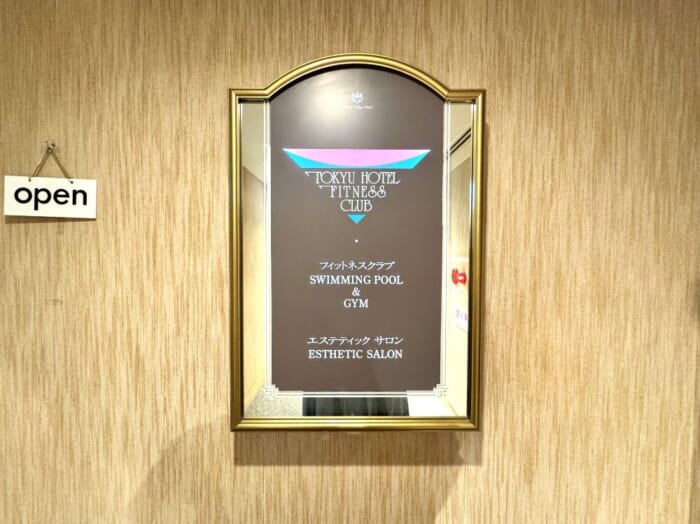 open
TOKYU HOTEL
FITNESS
CLUB
フィットネスクラブ
SWIMMING POOL
&
GYM
エステティック サロン
ESTHETIC SALON